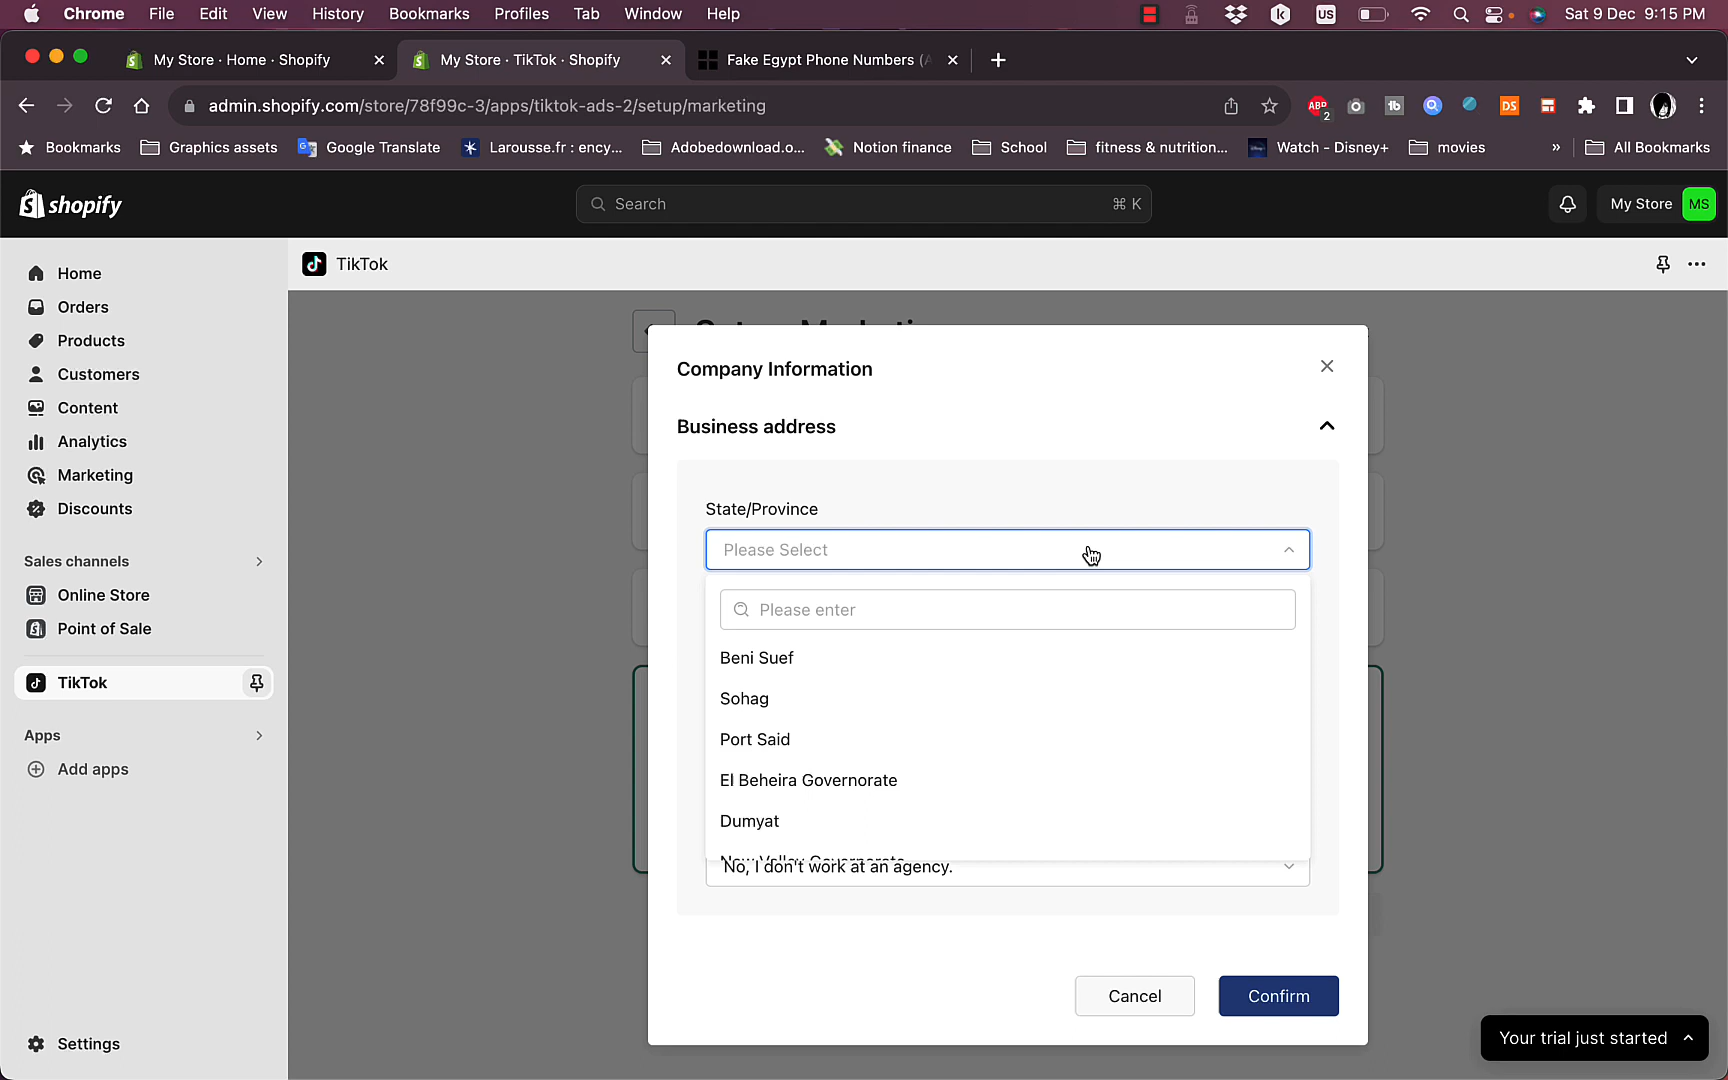 Chrome File Edit View History Bookmarks Profiles Tab Window Help US Sat 9 Dec 9:15 PM
My Store · Home · Shopify My Store · TikTok · Shopify Fake Egypt Phone Numbers
admin.shopify.com/store/78f99c-3/apps/tiktok-ads-2/setup/marketing ABP 2 tb DS
Bookmarks Graphics assets Google Translate Larousse.fr : ency... Adobedownload.o... Notion finance School fitness & nutrition... Watch - Disney+ movies » All Bookmarks
shopify Search ⌘ K My Store MS
TikTok
Home
Orders
Products
Customers
Content
Analytics
Marketing
Discounts
Sales channels
Online Store
Point of Sale
TikTok
Apps
Add apps
Settings
Company Information
Business address
State/Province
Please Select
Please enter
Beni Suef
Sohag
Port Said
El Beheira Governorate
Dumyat
No, I don't work at an agency.
Cancel Confirm
Your trial just started